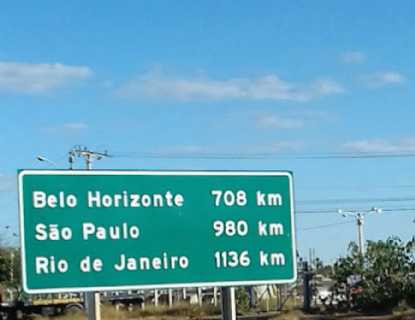 Belo Horizonte 708 km
São Paulo 980 km
Rio de Janeiro 1136 km